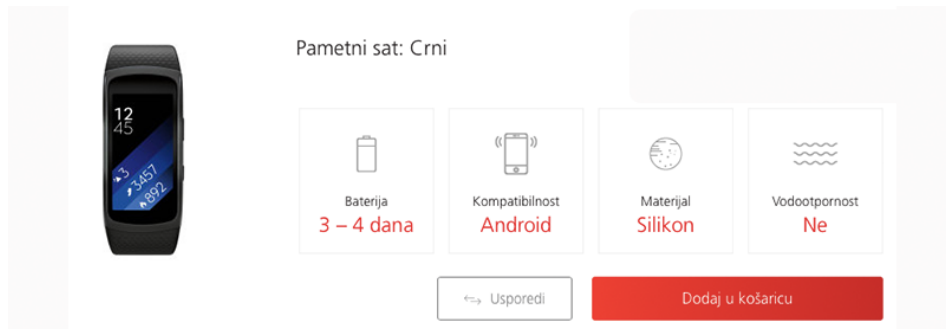 Pametni sat: Crni
12
45
3
3457
892
Baterija
3 – 4 dana
Kompatibilnost
Android
Materijal
Silikon
Vodootpornost
Ne
Usporedi
Dodaj u košaricu